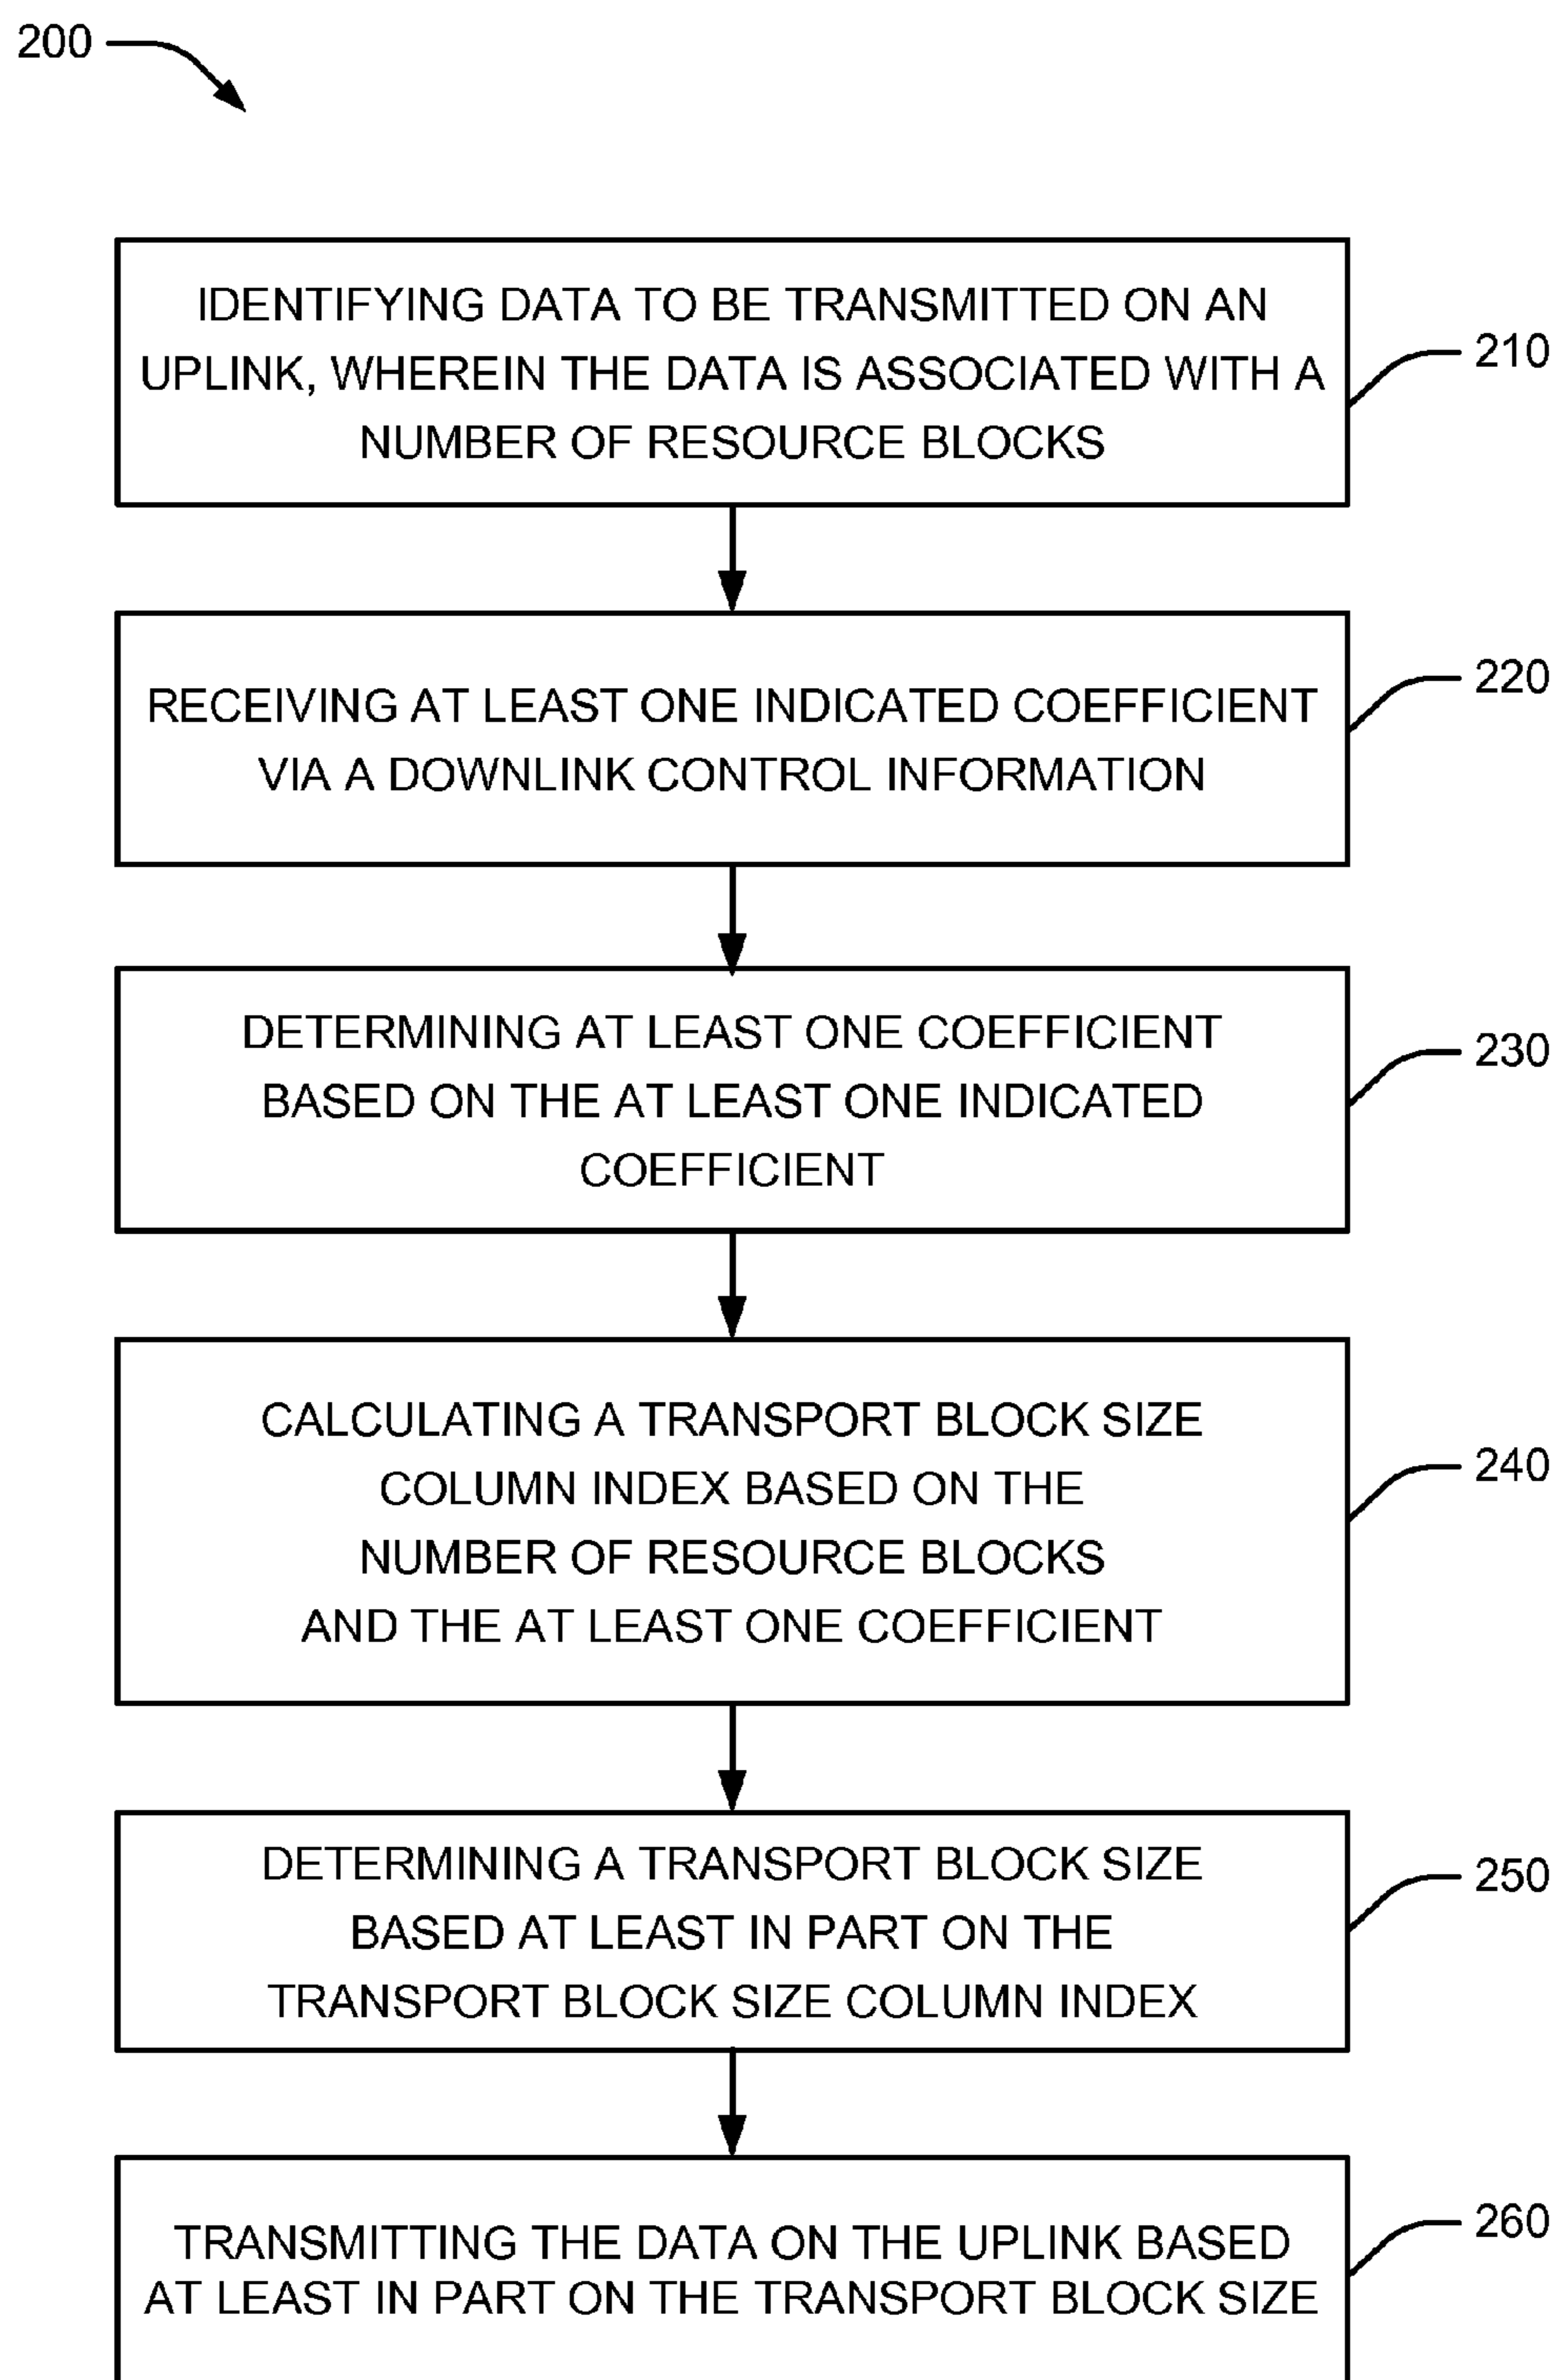 200
IDENTIFYING DATA TO BE TRANSMITTED ON AN
UPLINK, WHEREIN THE DATA IS ASSOCIATED WITH A
NUMBER OF RESOURCE BLOCKS
210
RECEIVING AT LEAST ONE INDICATED COEFFICIENT
VIA A DOWNLINK CONTROL INFORMATION
220
DETERMINING AT LEAST ONE COEFFICIENT
BASED ON THE AT LEAST ONE INDICATED
COEFFICIENT
230
CALCULATING A TRANSPORT BLOCK SIZE
COLUMN INDEX BASED ON THE
NUMBER OF RESOURCE BLOCKS
AND THE AT LEAST ONE COEFFICIENT
240
DETERMINING A TRANSPORT BLOCK SIZE
BASED AT LEAST IN PART ON THE
TRANSPORT BLOCK SIZE COLUMN INDEX
250
TRANSMITTING THE DATA ON THE UPLINK BASED
AT LEAST IN PART ON THE TRANSPORT BLOCK SIZE
260